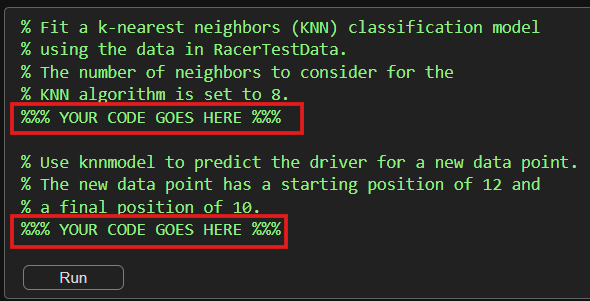 % Fit a k-nearest neighbors (KNN) classification model
% using the data in RacerTestData.
% The number of neighbors to consider for the
% KNN algorithm is set to 8.
%%% YOUR CODE GOES HERE %%%
% Use knnmodel to predict the driver for a new data point.
% The new data point has a starting position of 12 and
% a final position of 10.
%%% YOUR CODE GOES HERE %%%
Run